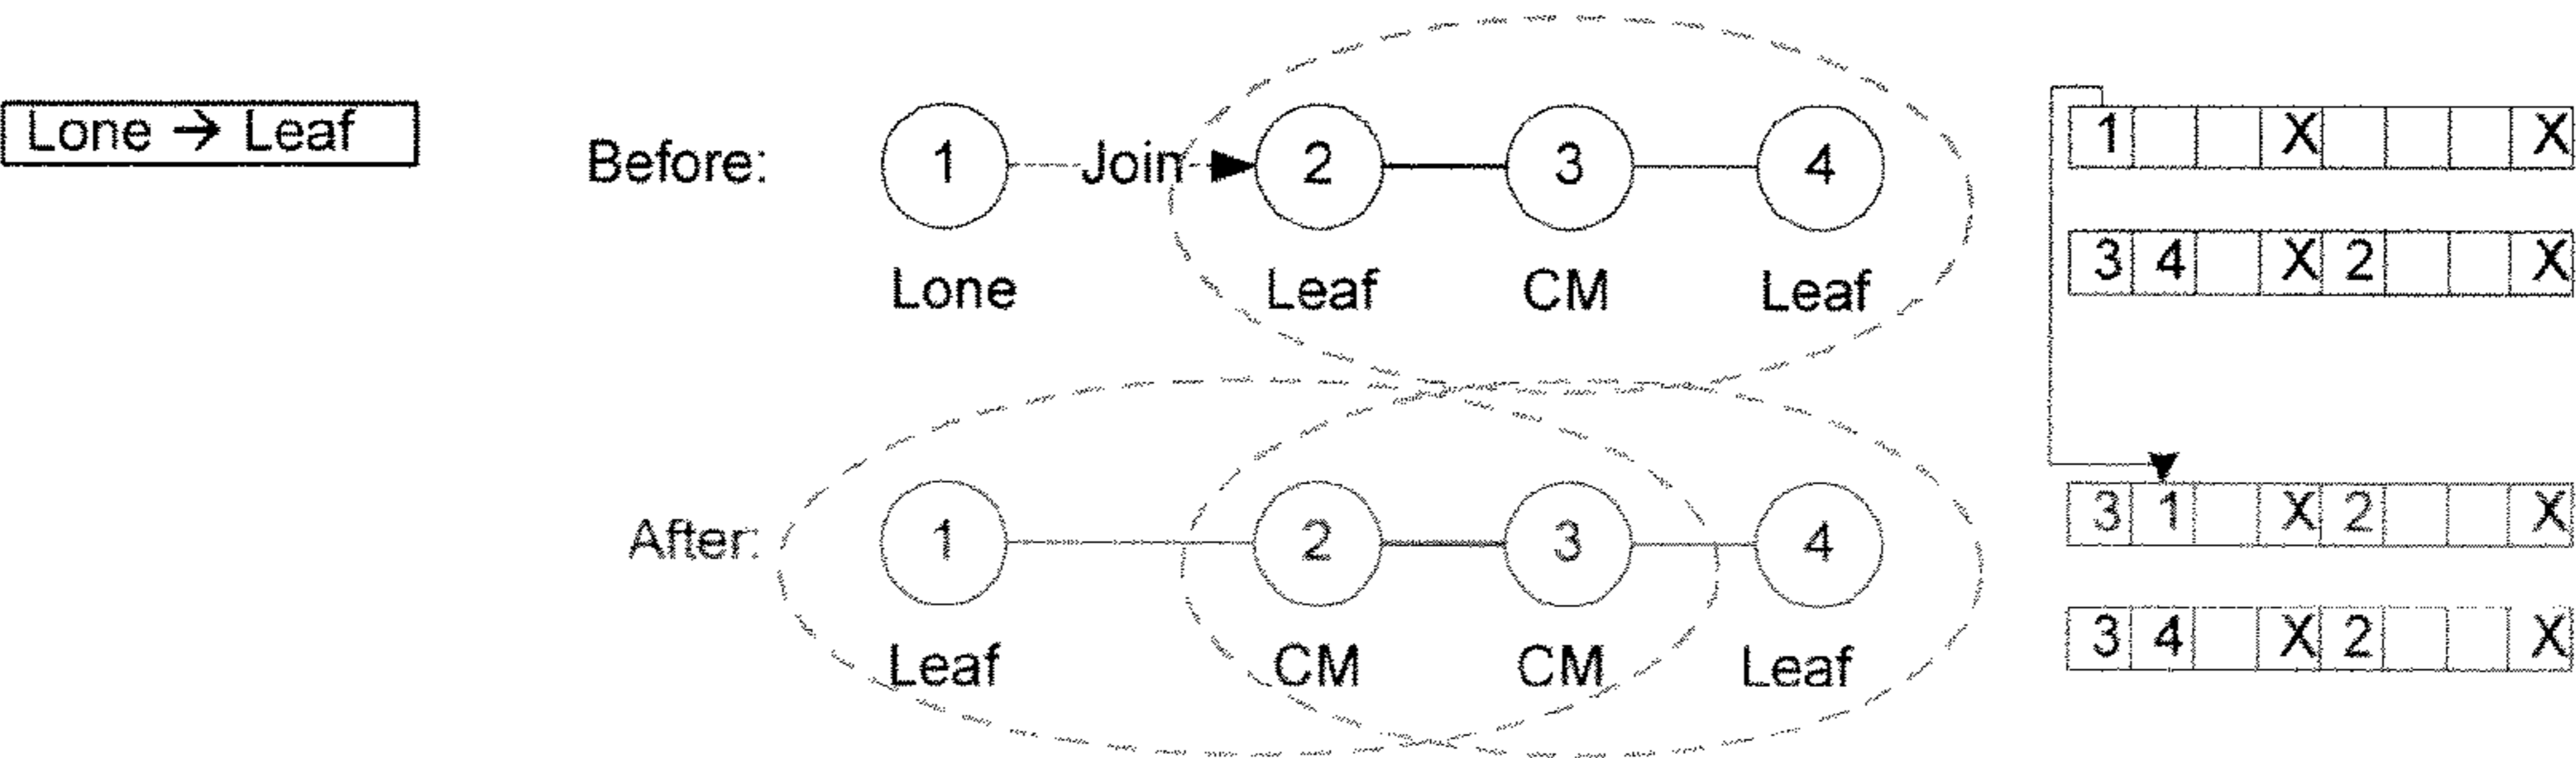 Lone → Leaf
Before: 1 Join 2 3 4
Lone Leaf CM Leaf
1 X X
3 4 X 2 X
After: 1 2 3 4
Leaf CM CM Leaf
3 1 X 2 X
3 4 X 2 X